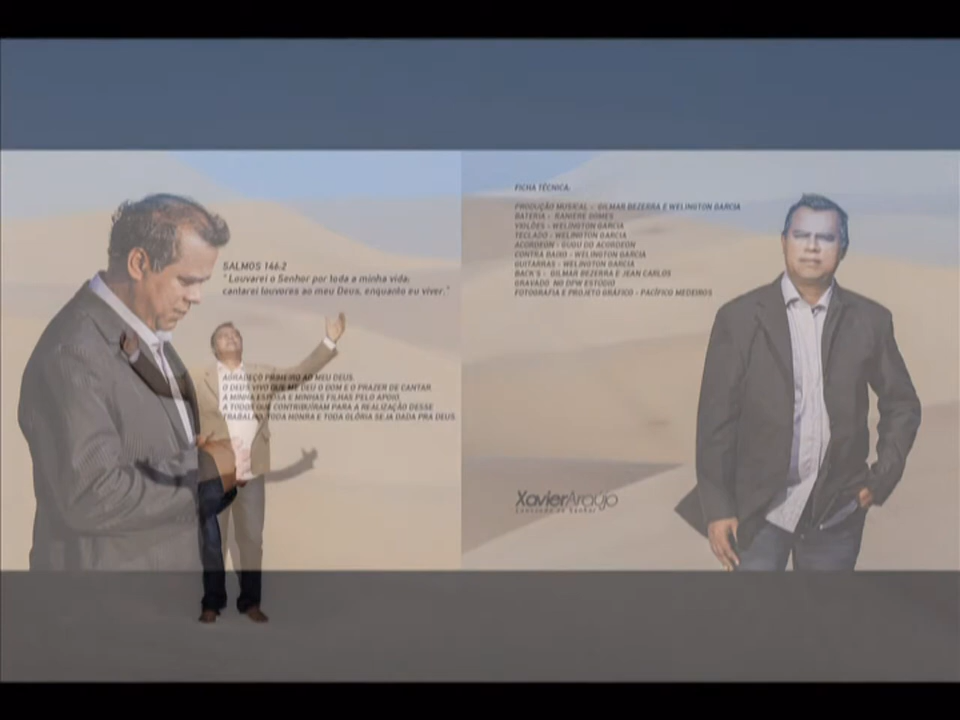 SALMOS 146:2
" Louvarei o Senhor por toda a minha vida;
cantarei louvores ao meu Deus, enquanto eu viver."
AGRADEÇO PRIMEIRO AO MEU DEUS.
O DEUS VIVO QUE ME DEU O DOM E O PRAZER DE CANTAR.
A MINHA ESPOSA E MINHAS FILHAS PELO APOIO.
A TODOS QUE CONTRIBUÍRAM PARA A REALIZAÇÃO DESSE
TRABALHO. TODA HONRA E TODA GLÓRIA SEJA DADA PRA DEUS.
FICHA TÉCNICA:
PRODUÇÃO MUSICAL - GILMAR BEZERRA E WELINGTON GARCIA
BATERIA - RANIERE GOMES
VIOLÕES - WELINGTON GARCIA
TECLADO - WELINGTON GARCIA
ACORDEON - GUGU DO ACORDEON
CONTRA BAIXO - WELINGTON GARCIA
GUITARRAS - WELINGTON GARCIA
BACK'S - GILMAR BEZERRA E JEAN CARLOS
GRAVADO NO DPW ESTÚDIO
FOTOGRAFIA E PROJETO GRÁFICO - PACÍFICO MEDEIROS
XavierAraújo